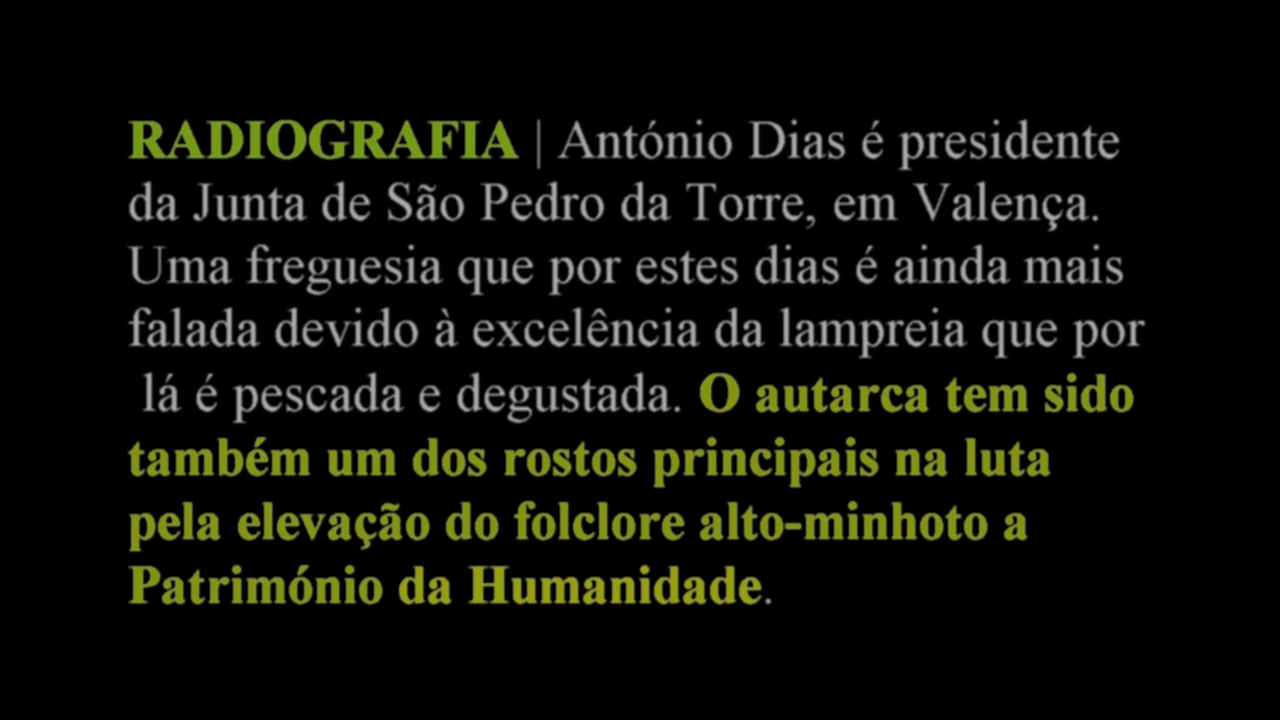 RADIOGRAFIA | António Dias é presidente
da Junta de São Pedro da Torre, em Valença.
Uma freguesia que por estes dias é ainda mais
falada devido à excelência da lampreia que por
lá é pescada e degustada. O autarca tem sido
também um dos rostos principais na luta
pela elevação do folclore alto-minhoto a
Património da Humanidade.